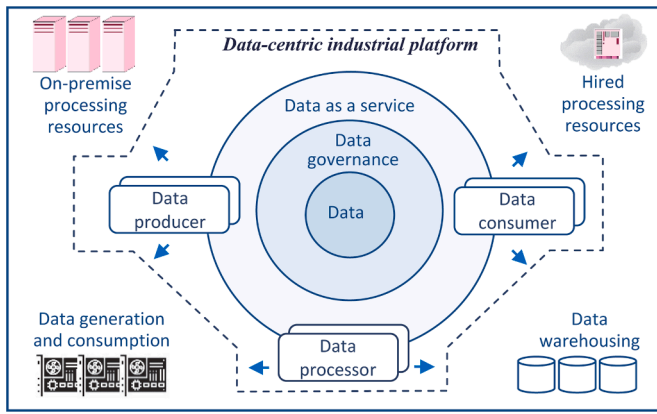 Data-centric industrial platform
On-premise
processing
resources
Hired
processing
resources
Data as a service
Data
governance
Data
Data
producer
Data
consumer
Data generation
and consumption
Data
processor
Data
warehousing